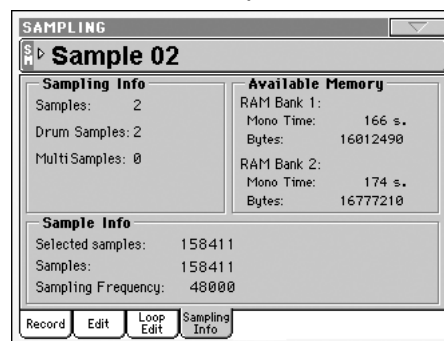 SAMPLING
SM Sample 02
Sampling Info
Samples: 2
Drum Samples: 2
MultiSamples: 0
Available Memory
RAM Bank 1:
Mono Time: 166 s.
Bytes: 16012490
RAM Bank 2:
Mono Time: 174 s.
Bytes: 16777210
Sample Info
Selected samples: 158411
Samples: 158411
Sampling Frequency: 48000
Record
Edit
Loop
Edit
Sampling
Info